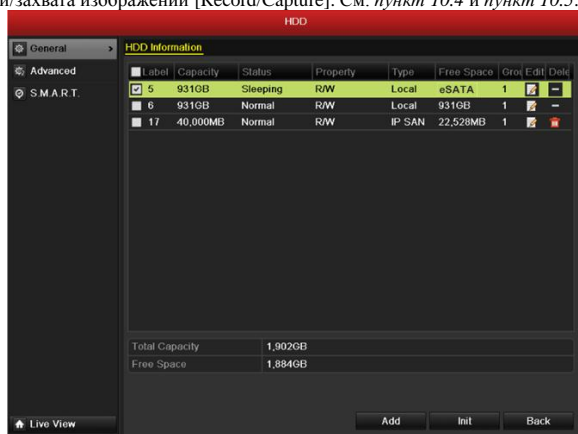 и/захвата изображений [Record/Capture]. См. пункт 10.4 и пункт 10.5.
HDD
General
HDD Information
Advanced
S.M.A.R.T.
Label Capacity Status Property Type Free Space Grou Edit Dele
5 931GB Sleeping R/W Local eSATA 1
6 931GB Normal R/W Local 931GB 1
17 40,000MB Normal R/W IP SAN 22,528MB 1
Total Capacity 1,902GB
Free Space 1,884GB
Live View Add Init Back